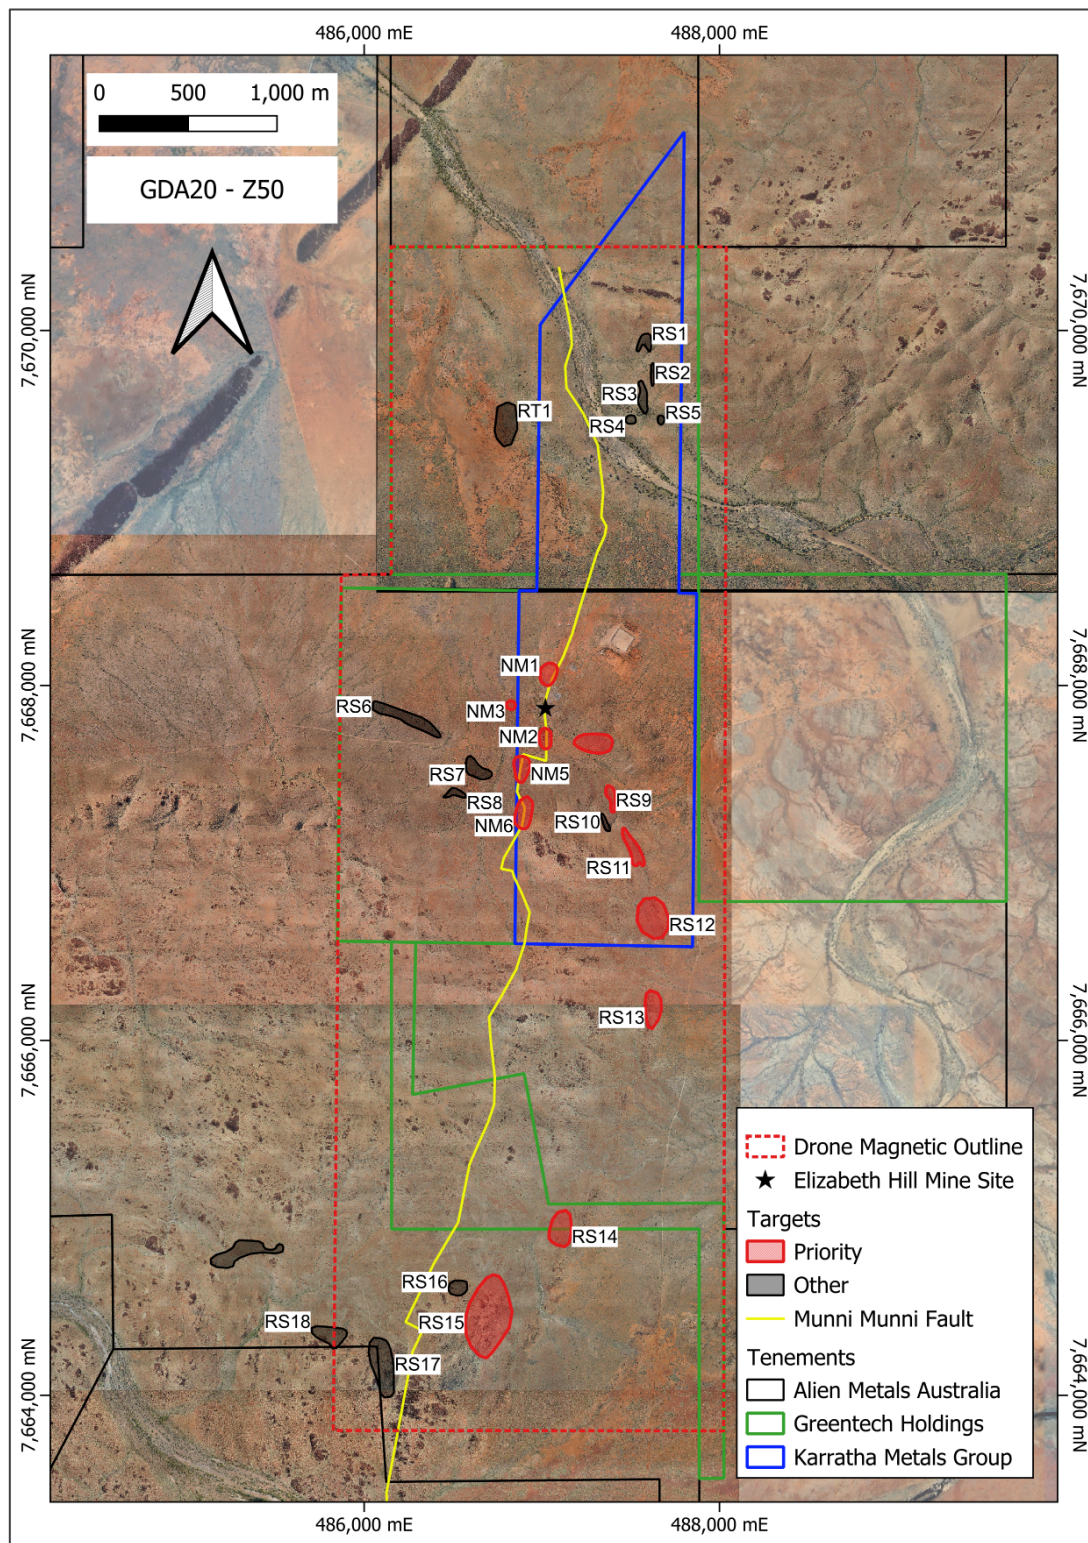 486,000 mE
488,000 mE
0 500 1,000 m
GDA20 - Z50
7,670,000 mN
7,670,000 mN
RS1
RS2
RS3
RT1
RS4
RS5
7,668,000 mN
7,668,000 mN
NM1
NM3
RS6
NM2
RS7
NM5
RS8
RS9
NM6
RS10
RS11
RS12
RS13
7,666,000 mN
7,666,000 mN
RS14
RS16
RS15
RS18
RS17
7,664,000 mN
7,664,000 mN
Drone Magnetic Outline
Elizabeth Hill Mine Site
Targets
Priority
Other
Munni Munni Fault
Tenements
Alien Metals Australia
Greentech Holdings
Karratha Metals Group
486,000 mE
488,000 mE